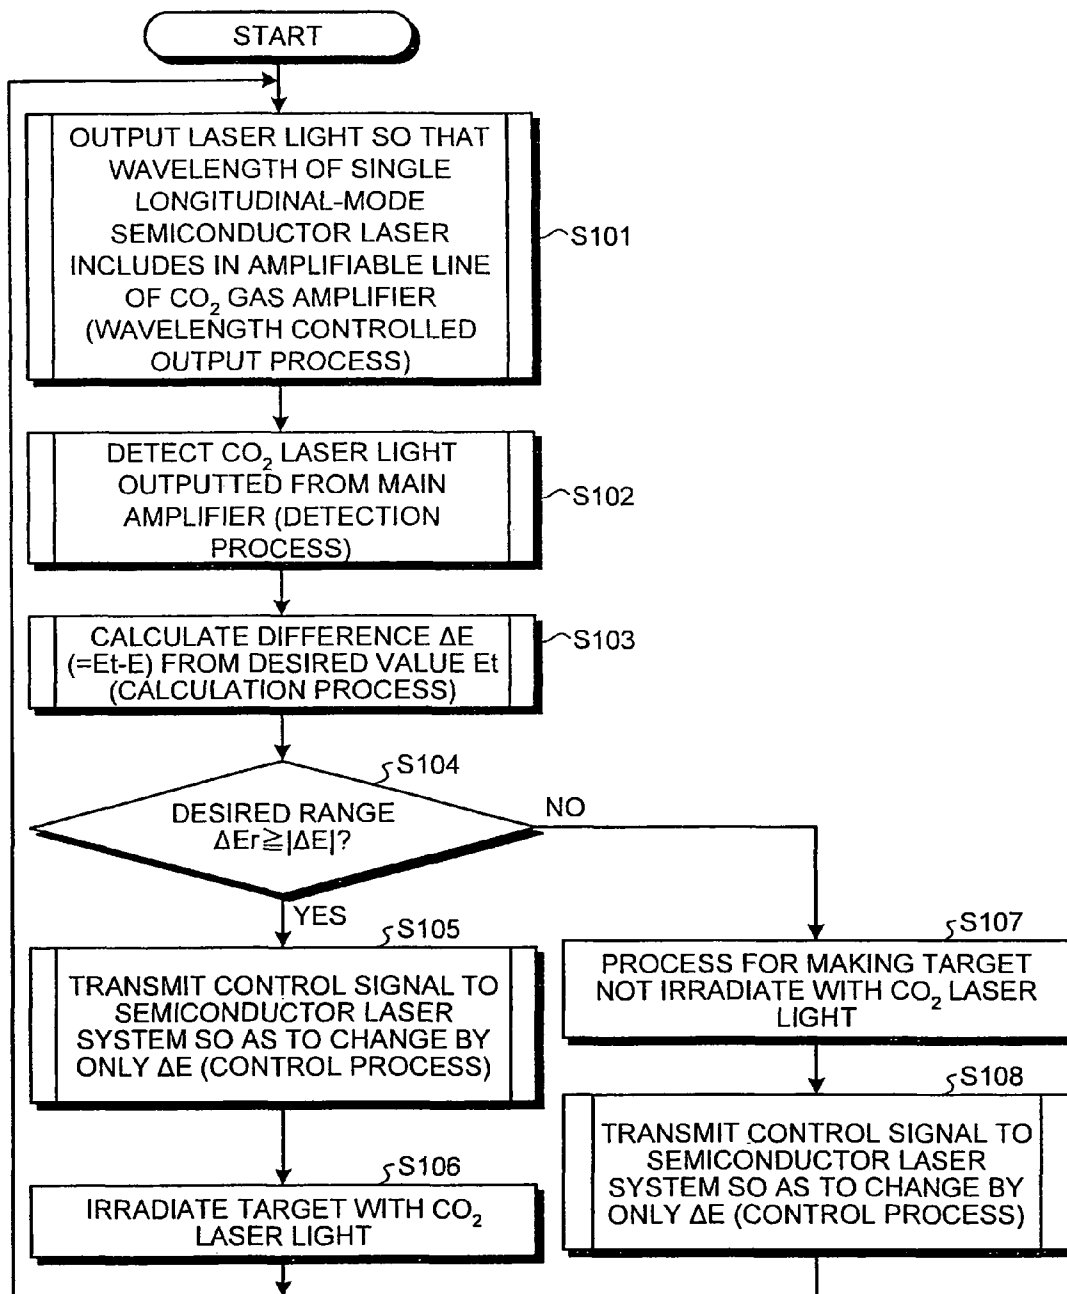 START
OUTPUT LASER LIGHT SO THAT
WAVELENGTH OF SINGLE
LONGITUDINAL-MODE
SEMICONDUCTOR LASER
INCLUDES IN AMPLIFIABLE LINE
OF CO₂ GAS AMPLIFIER
(WAVELENGTH CONTROLLED
OUTPUT PROCESS)
S101
DETECT CO₂ LASER LIGHT
OUTPUTTED FROM MAIN
AMPLIFIER (DETECTION
PROCESS)
S102
CALCULATE DIFFERENCE ΔE
(=Et-E) FROM DESIRED VALUE Et
(CALCULATION PROCESS)
S103
S104
DESIRED RANGE
ΔEr≧|ΔE|?
NO
YES
S105
TRANSMIT CONTROL SIGNAL TO
SEMICONDUCTOR LASER
SYSTEM SO AS TO CHANGE BY
ONLY ΔE (CONTROL PROCESS)
S106
IRRADIATE TARGET WITH CO₂
LASER LIGHT
S107
PROCESS FOR MAKING TARGET
NOT IRRADIATE WITH CO₂ LASER
LIGHT
S108
TRANSMIT CONTROL SIGNAL TO
SEMICONDUCTOR LASER
SYSTEM SO AS TO CHANGE BY
ONLY ΔE (CONTROL PROCESS)